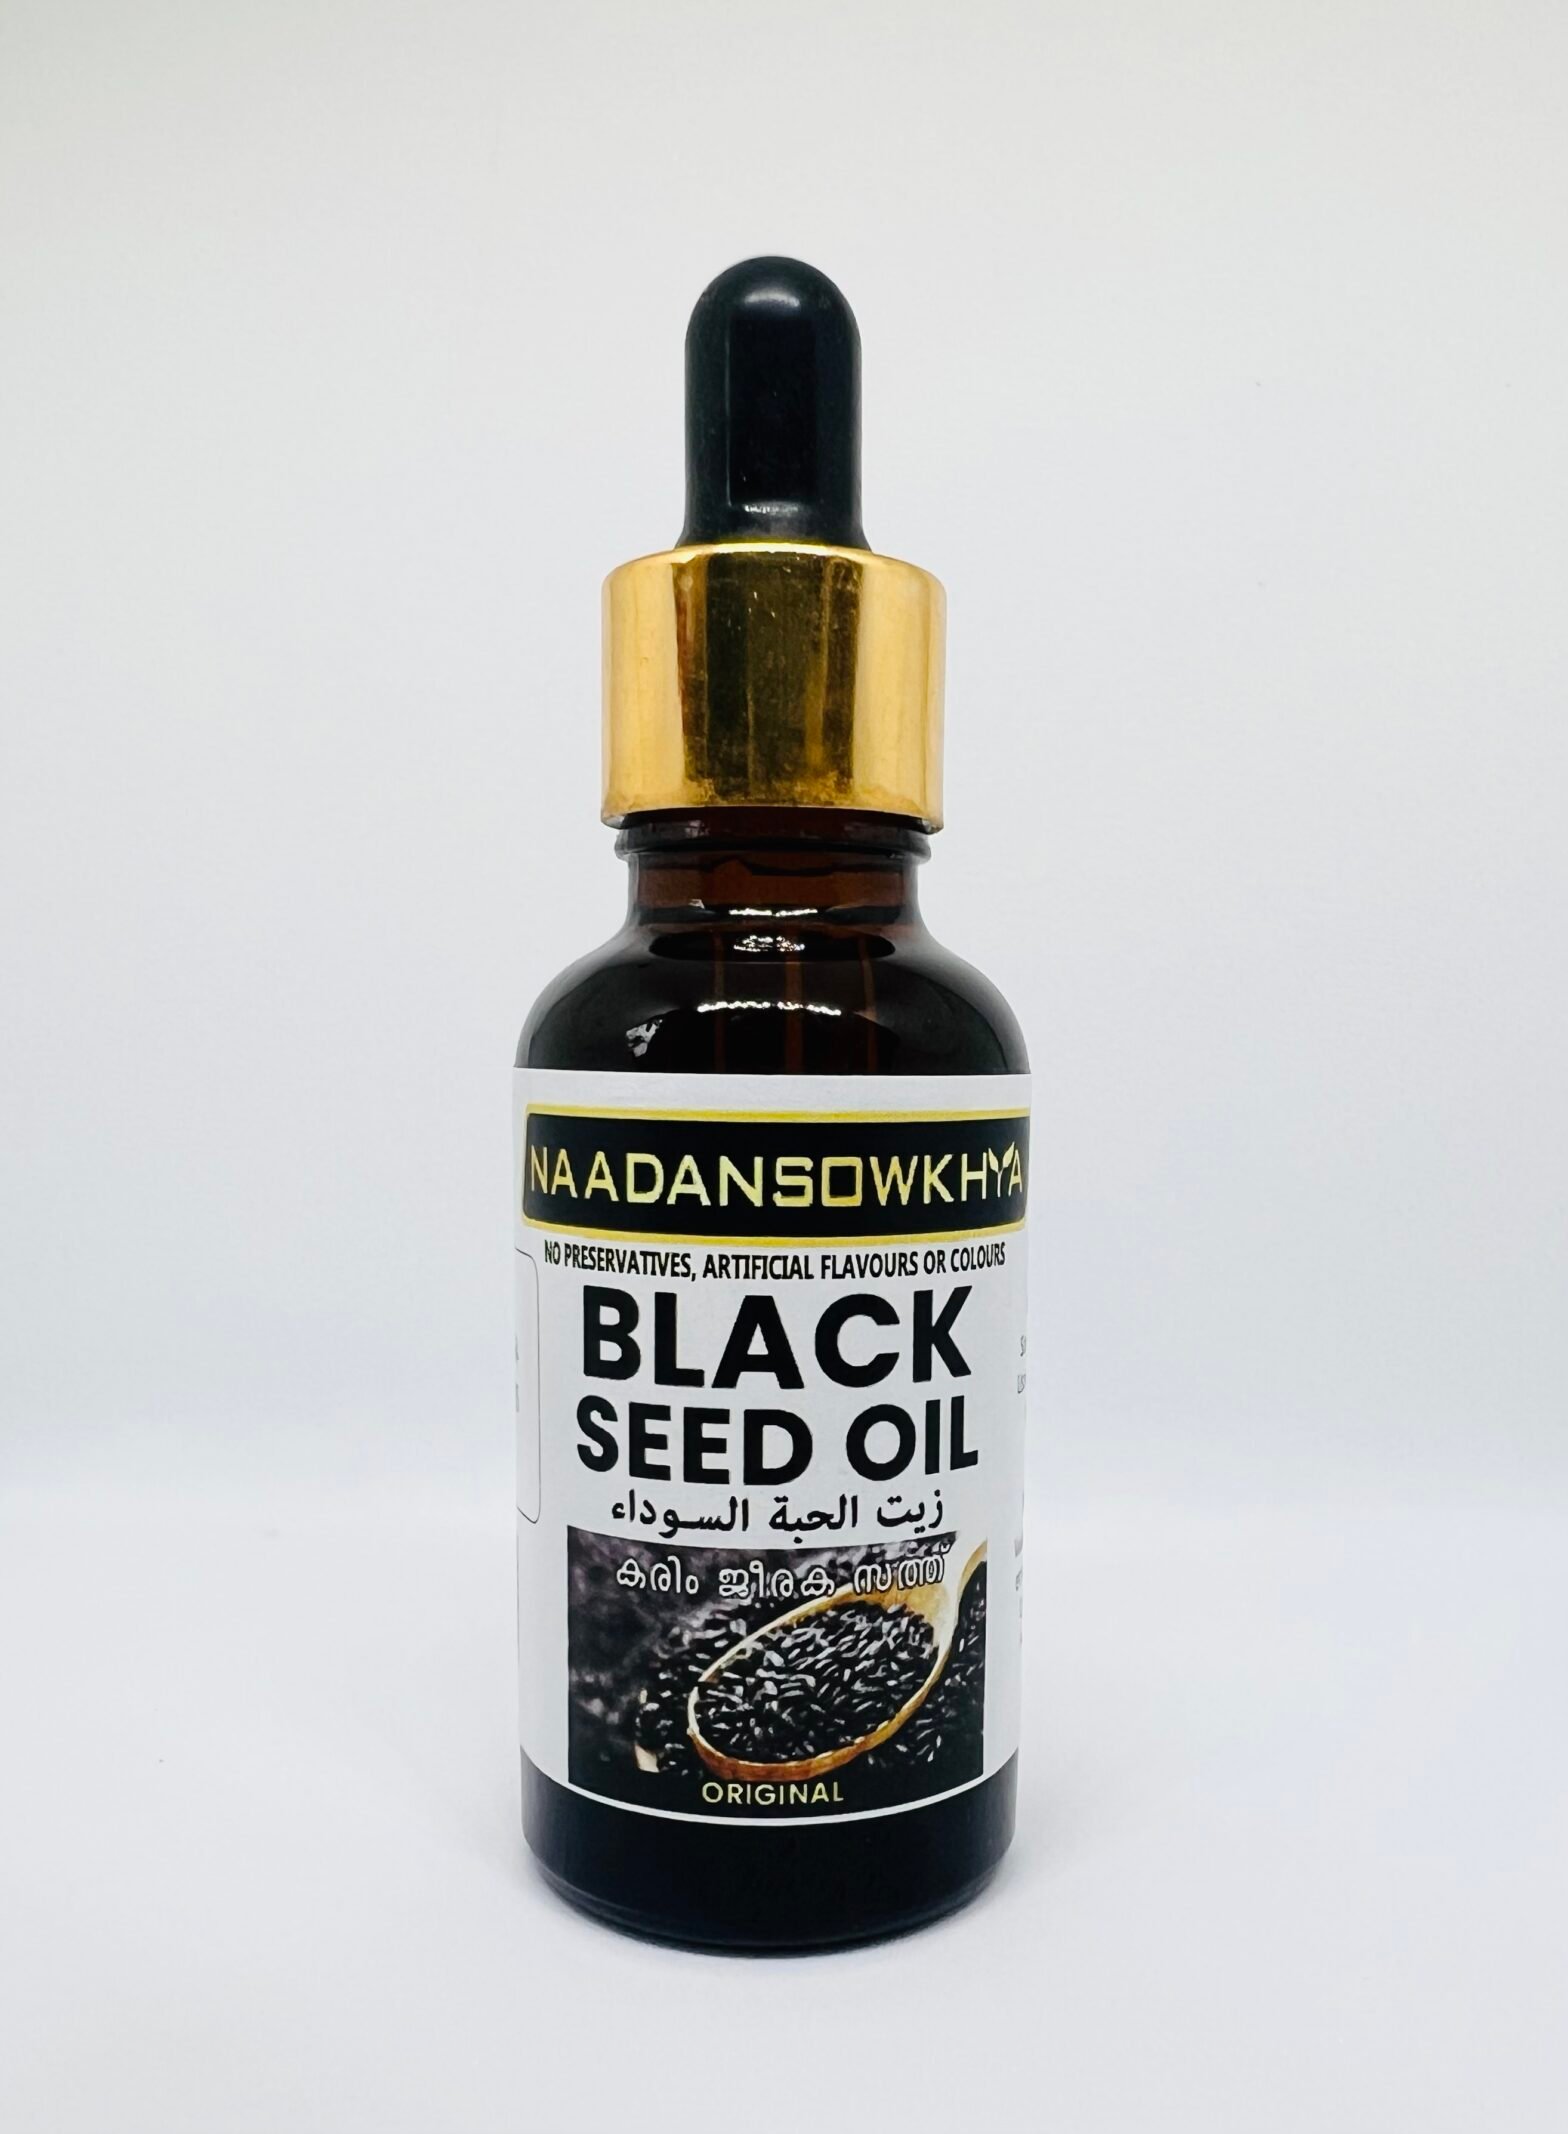 NAADANSOWKHYA
NO PRESERVATIVES, ARTIFICIAL FLAVOURS OR COLOURS
BLACK
SEED OIL
زيت الحبة السوداء
കരിം ജീരക സത്ത്
ORIGINAL